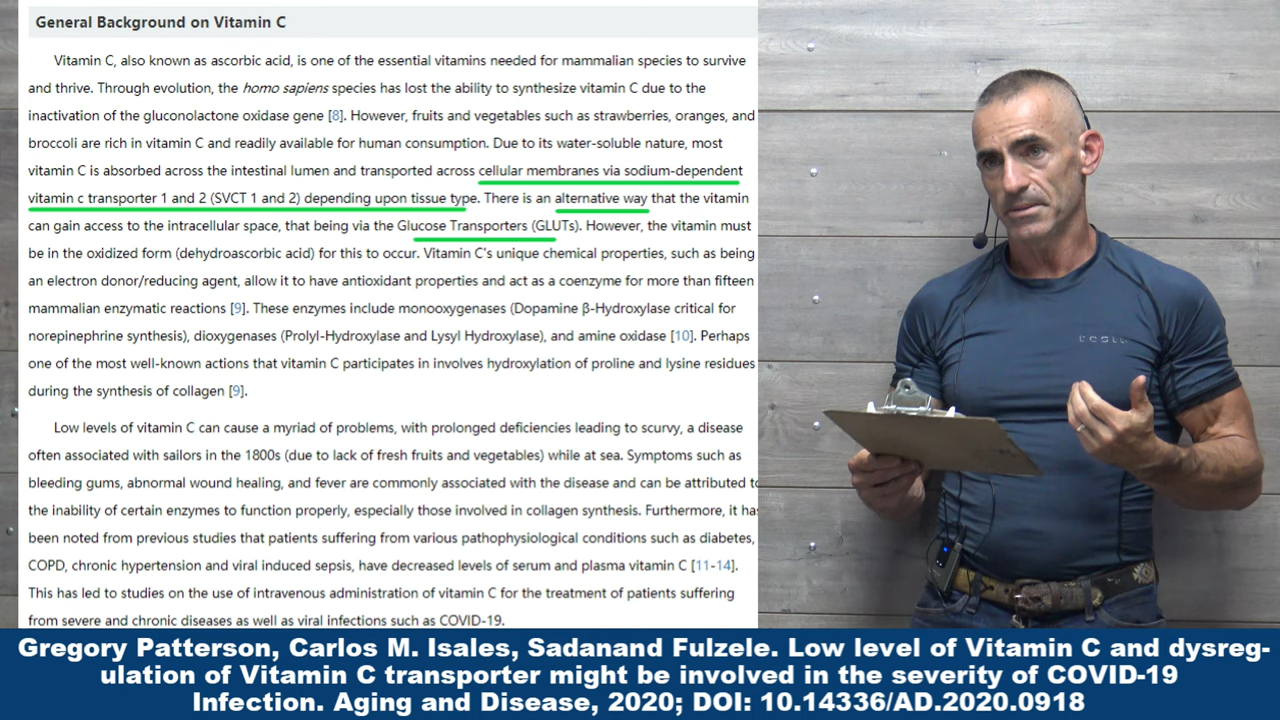 General Background on Vitamin C
Vitamin C, also known as ascorbic acid, is one of the essential vitamins needed for mammalian species to survive
and thrive. Through evolution, the homo sapiens species has lost the ability to synthesize vitamin C due to the
inactivation of the gluconolactone oxidase gene [8]. However, fruits and vegetables such as strawberries, oranges, and
broccoli are rich in vitamin C and readily available for human consumption. Due to its water-soluble nature, most
vitamin C is absorbed across the intestinal lumen and transported across cellular membranes via sodium-dependent
vitamin c transporter 1 and 2 (SVCT 1 and 2) depending upon tissue type. There is an alternative way that the vitamin
can gain access to the intracellular space, that being via the Glucose Transporters (GLUTs). However, the vitamin must
be in the oxidized form (dehydroascorbic acid) for this to occur. Vitamin C's unique chemical properties, such as being
an electron donor/reducing agent, allow it to have antioxidant properties and act as a coenzyme for more than fifteen
mammalian enzymatic reactions [9]. These enzymes include monooxygenases (Dopamine β-Hydroxylase critical for
norepinephrine synthesis), dioxygenases (Prolyl-Hydroxylase and Lysyl Hydroxylase), and amine oxidase [10]. Perhaps
one of the most well-known actions that vitamin C participates in involves hydroxylation of proline and lysine residues
during the synthesis of collagen [9].
Low levels of vitamin C can cause a myriad of problems, with prolonged deficiencies leading to scurvy, a disease
often associated with sailors in the 1800s (due to lack of fresh fruits and vegetables) while at sea. Symptoms such as
bleeding gums, abnormal wound healing, and fever are commonly associated with the disease and can be attributed to
the inability of certain enzymes to function properly, especially those involved in collagen synthesis. Furthermore, it ha
been noted from previous studies that patients suffering from various pathophysiological conditions such as diabetes,
COPD, chronic hypertension and viral induced sepsis, have decreased levels of serum and plasma vitamin C [11-14].
This has led to studies on the use of intravenous administration of vitamin C for the treatment of patients suffering
from severe and chronic diseases as well as viral infections such as COVID-19.
Gregory Patterson, Carlos M. Isales, Sadanand Fulzele. Low level of Vitamin C and dysreg-
ulation of Vitamin C transporter might be involved in the severity of COVID-19
Infection. Aging and Disease, 2020; DOI: 10.14336/AD.2020.0918